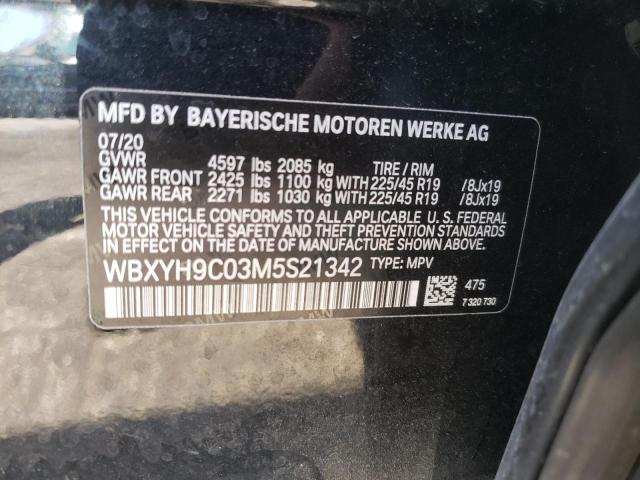 MFD BY BAYERISCHE MOTOREN WERKE AG
07/20
GVWR 4597 lbs 2085 kg TIRE / RIM
GAWR FRONT 2425 lbs 1100 kg WITH 225/45 R19 /8Jx19
GAWR REAR 2271 lbs 1030 kg WITH 225/45 R19 /8Jx19
THIS VEHICLE CONFORMS TO ALL APPLICABLE U. S. FEDERAL
MOTOR VEHICLE SAFETY AND THEFT PREVENTION STANDARDS
IN EFFECT ON THE DATE OF MANUFACTURE SHOWN ABOVE.
WBXYH9C03M5S21342 TYPE: MPV
475
7 320 730